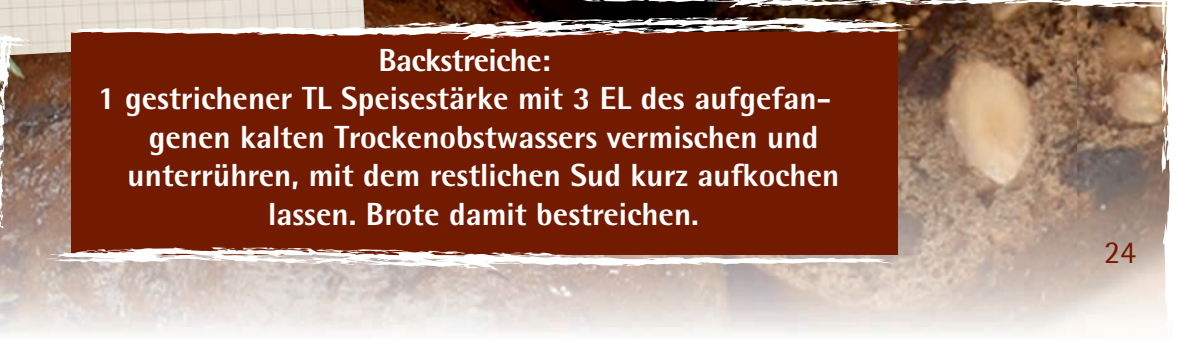 Backstreiche:
1 gestrichener TL Speisestärke mit 3 EL des aufgefan-
genen kalten Trockenobstwassers vermischen und
unterrühren, mit dem restlichen Sud kurz aufkochen
lassen. Brote damit bestreichen.
24